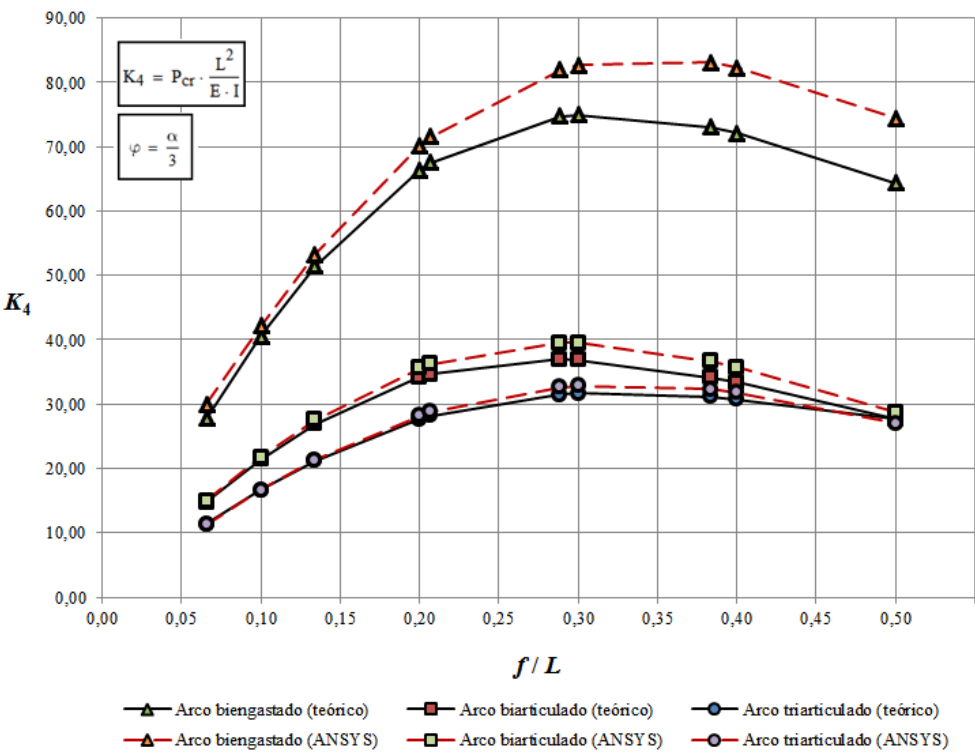 90,00
80,00
70,00
60,00
50,00
40,00
30,00
20,00
10,00
0,00
K₄ = P_cr · L² / (E · I)
φ = α / 3
K₄
0,00 0,05 0,10 0,15 0,20 0,25 0,30 0,35 0,40 0,45 0,50
f / L
Arco biengastado (teórico) Arco biarticulado (teórico) Arco triarticulado (teórico)
Arco biengastado (ANSYS) Arco biarticulado (ANSYS) Arco triarticulado (ANSYS)